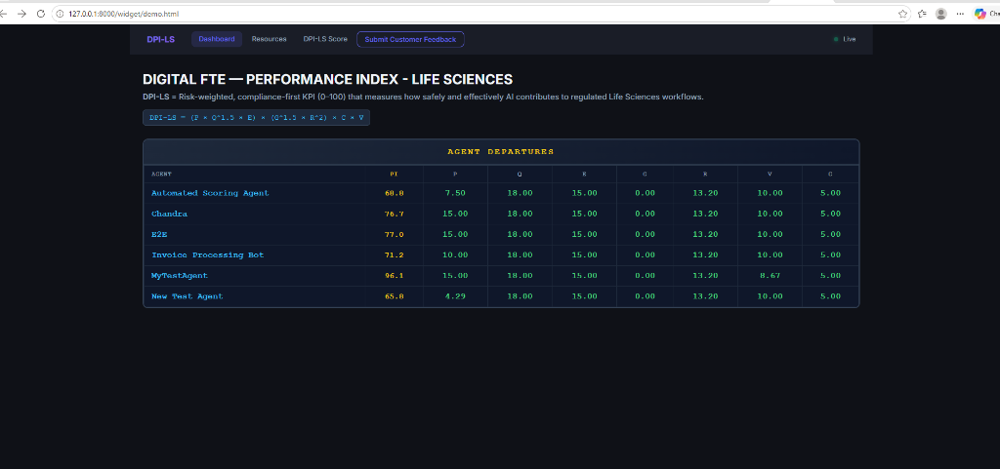 127.0.0.1:8000/widget/demo.html
DPI-LS Dashboard Resources DPI-LS Score Submit Customer Feedback Live
DIGITAL FTE — PERFORMANCE INDEX - LIFE SCIENCES
DPI-LS = Risk-weighted, compliance-first KPI (0–100) that measures how safely and effectively AI contributes to regulated Life Sciences workflows.
DPI-LS = (P × Q^1.5 × E) × (G^1.5 × R^2) × C × V
AGENT DEPARTURES
AGENT PI P Q E G R V C
Automated Scoring Agent 68.8 7.50 18.00 15.00 0.00 13.20 10.00 5.00
Chandra 76.7 15.00 18.00 15.00 0.00 13.20 10.00 5.00
E2E 77.0 15.00 18.00 15.00 0.00 13.20 10.00 5.00
Invoice Processing Bot 71.2 10.00 18.00 15.00 0.00 13.20 10.00 5.00
MyTestAgent 96.1 15.00 18.00 15.00 0.00 13.20 8.67 5.00
New Test Agent 65.8 4.29 18.00 15.00 0.00 13.20 10.00 5.00